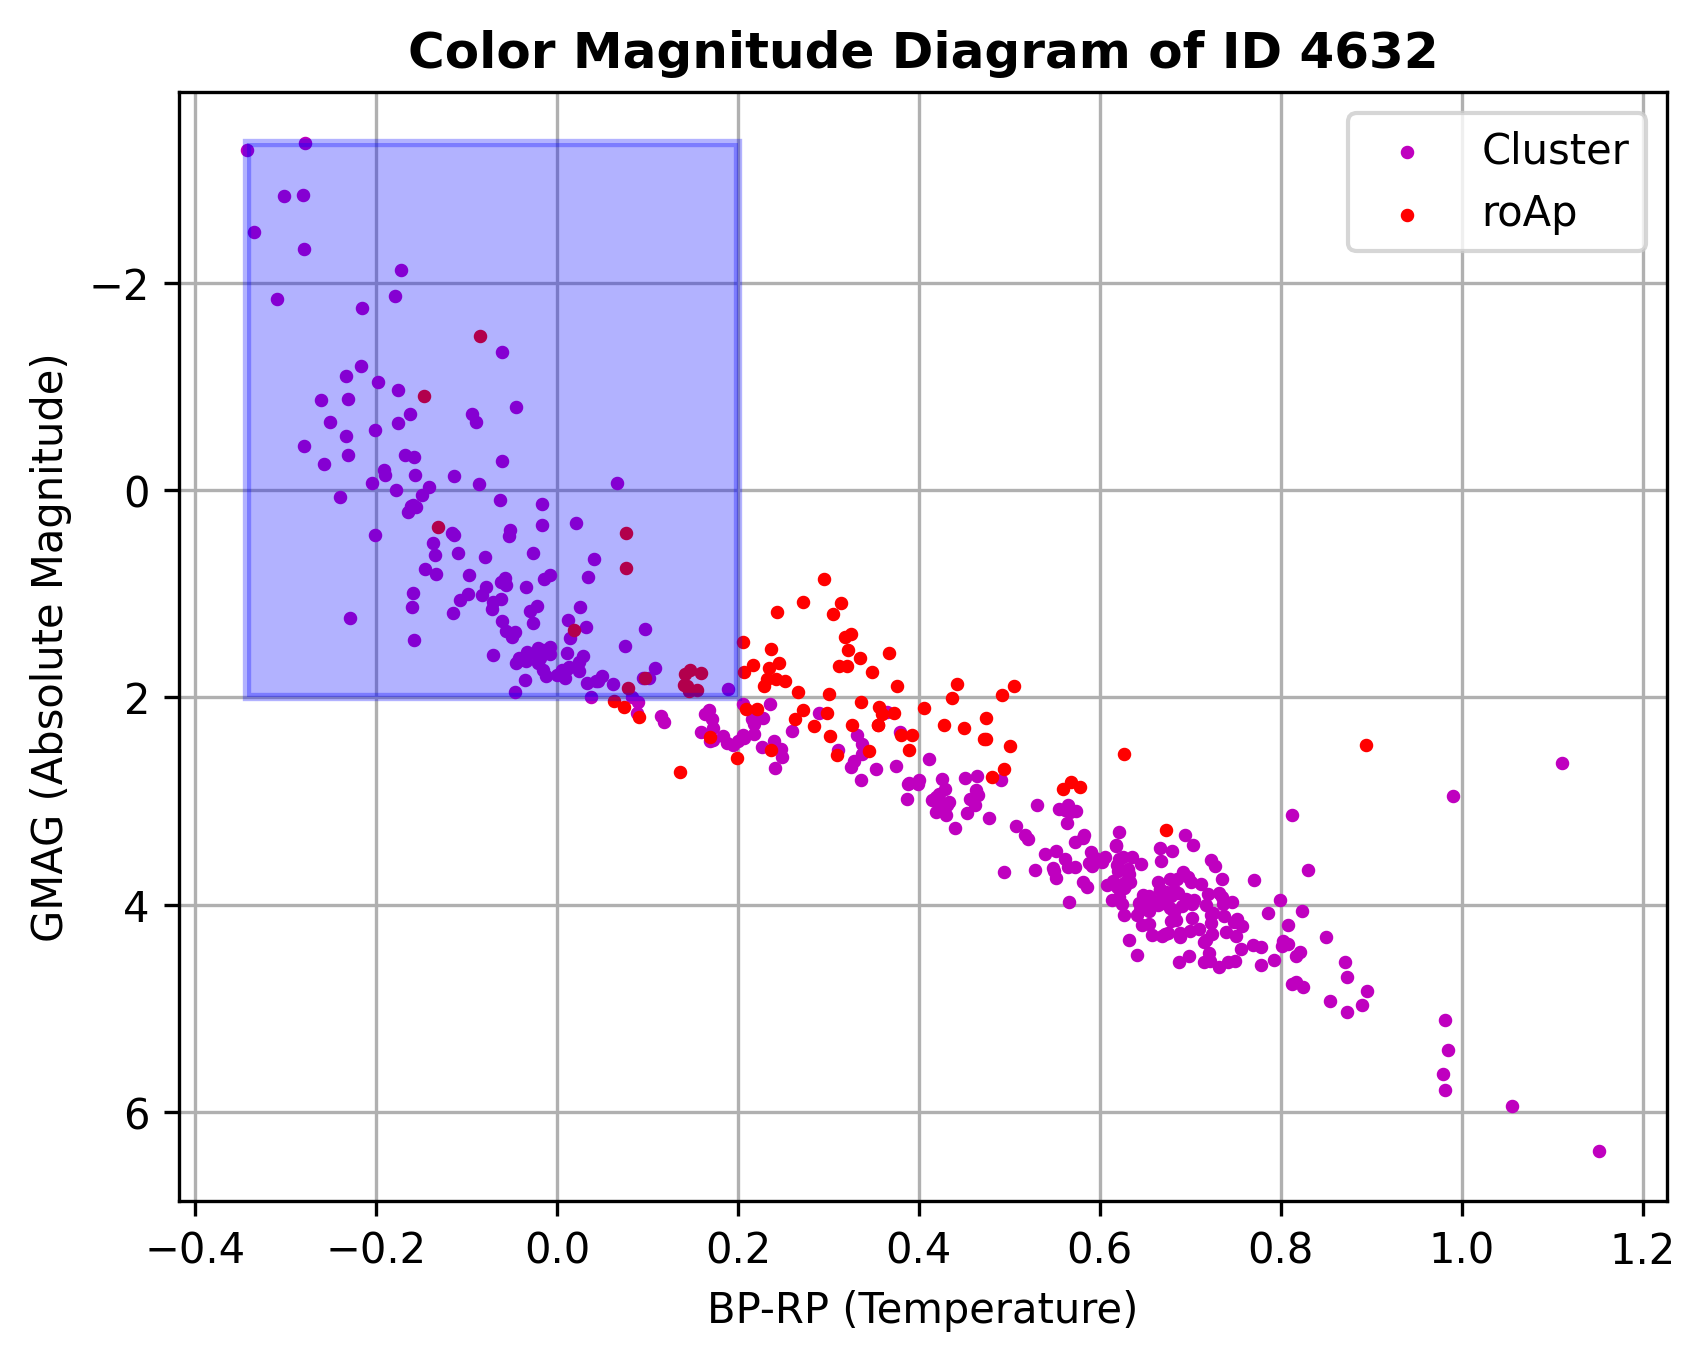 Color Magnitude Diagram of ID 4632
Cluster
roAp
GMAG (Absolute Magnitude)
−2
0
2
4
6
−0.4 −0.2 0.0 0.2 0.4 0.6 0.8 1.0 1.2
BP-RP (Temperature)